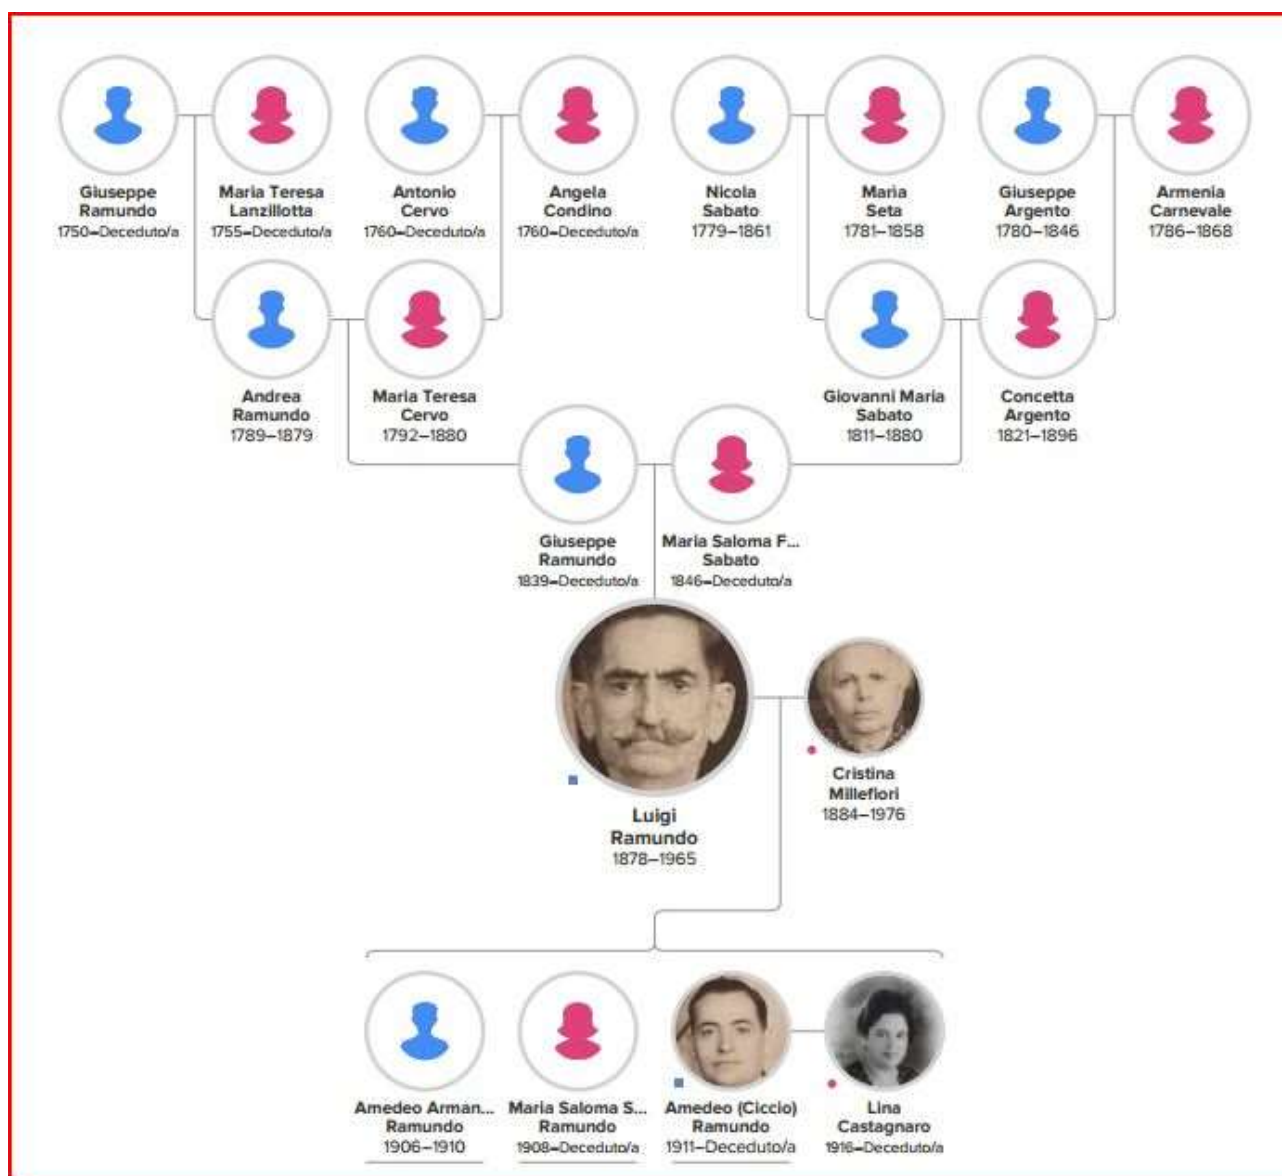 Giuseppe
Ramundo
1750–Deceduto/a
Maria Teresa
Lanzillotta
1755–Deceduto/a
Antonio
Cervo
1760–Deceduto/a
Angela
Condino
1760–Deceduto/a
Nicola
Sabato
1779–1861
Maria
Seta
1781–1858
Giuseppe
Argento
1780–1846
Armenia
Carnevale
1786–1868
Andrea
Ramundo
1789–1879
Maria Teresa
Cervo
1792–1880
Giovanni Maria
Sabato
1811–1880
Concetta
Argento
1821–1896
Giuseppe
Ramundo
1839–Deceduto/a
Maria Saloma F...
Sabato
1846–Deceduto/a
Luigi
Ramundo
1878–1965
Cristina
Millefiori
1884–1976
Amedeo Arman...
Ramundo
1906–1910
Maria Saloma S...
Ramundo
1908–Deceduto/a
Amedeo (Ciccio)
Ramundo
1911–Deceduto/a
Lina
Castagnaro
1916–Deceduto/a